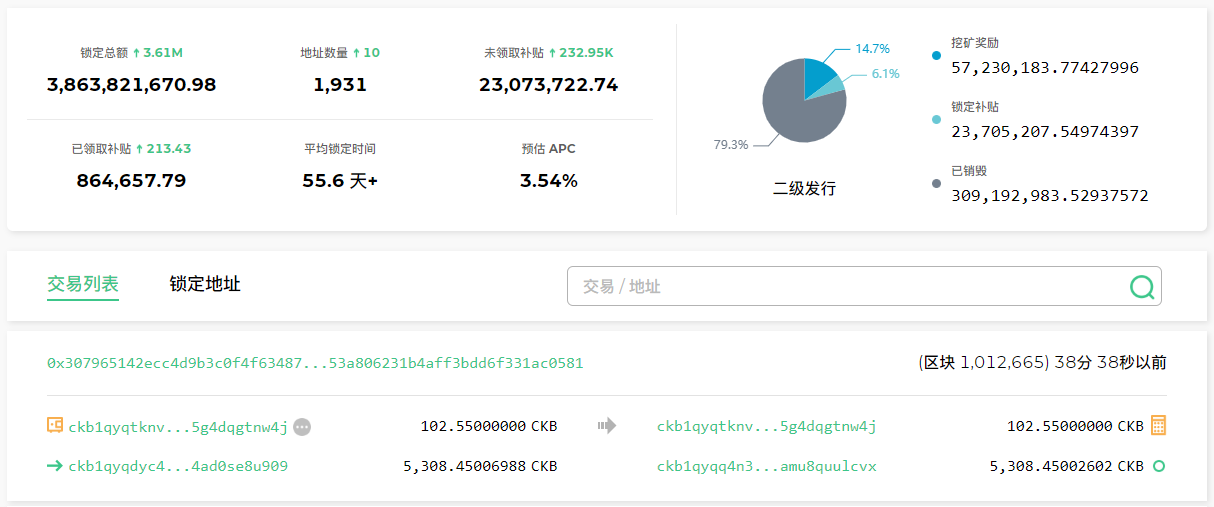 锁定总额 ↑ 3.61M
3,863,821,670.98
地址数量 ↑ 10
1,931
未领取补贴 ↑ 232.95K
23,073,722.74
已领取补贴 ↑ 213.43
864,657.79
平均锁定时间
55.6 天+
预估 APC
3.54%
14.7%
6.1%
79.3%
二级发行
挖矿奖励
57,230,183.77427996
锁定补贴
23,705,207.54974397
已销毁
309,192,983.52937572
交易列表
锁定地址
交易 / 地址
0x307965142ecc4d9b3c0f4f63487...53a806231b4aff3bdd6f331ac0581
(区块 1,012,665) 38分 38秒以前
ckb1qyqtknv...5g4dqgtnw4j 102.55000000 CKB
ckb1qyqtknv...5g4dqgtnw4j 102.55000000 CKB
ckb1qyqdyc4...4ad0se8u909 5,308.45006988 CKB
ckb1qyqq4n3...amu8quulcvx 5,308.45002602 CKB